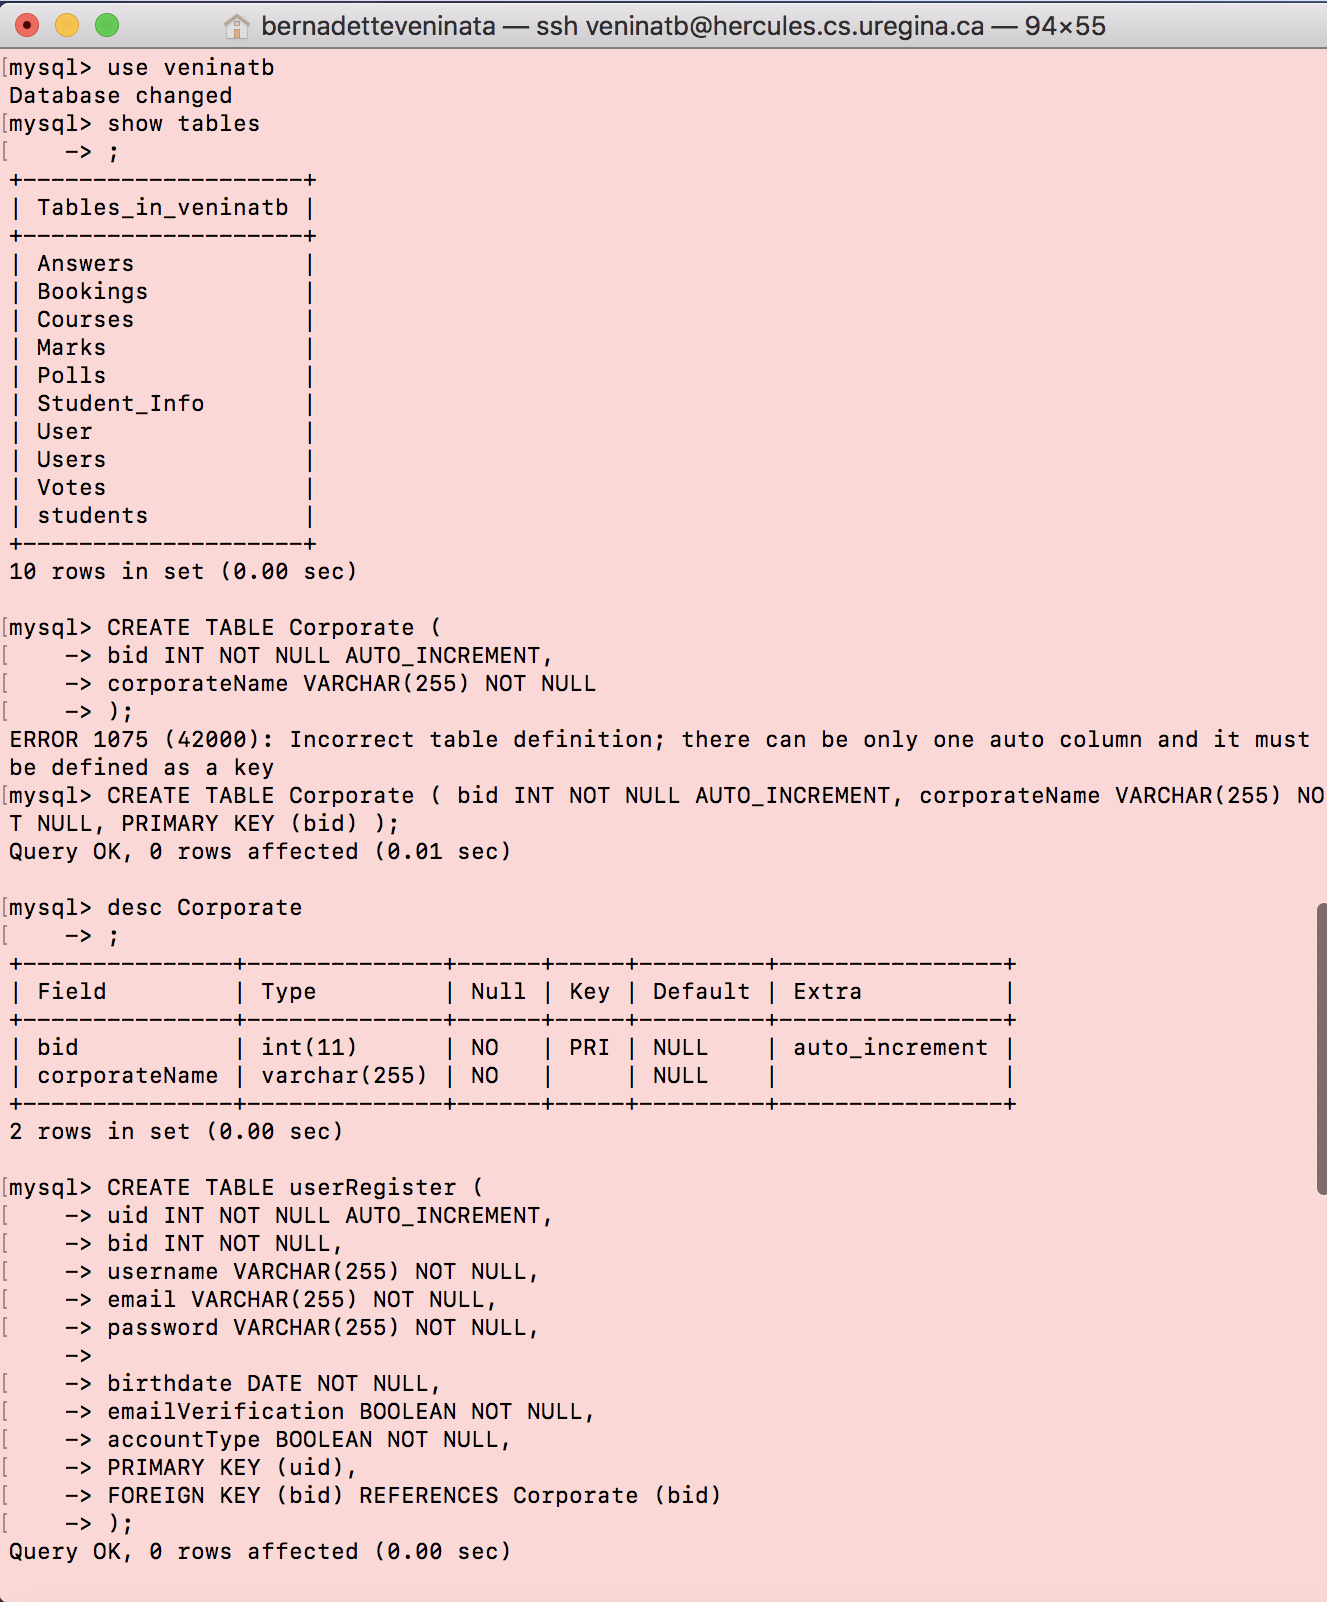 bernadetteveninata — ssh veninatb@hercules.cs.uregina.ca — 94×55
[mysql> use veninatb
Database changed
[mysql> show tables
[    -> ;
+--------------------+
| Tables_in_veninatb |
+--------------------+
| Answers            |
| Bookings           |
| Courses            |
| Marks              |
| Polls              |
| Student_Info       |
| User               |
| Users              |
| Votes              |
| students           |
+--------------------+
10 rows in set (0.00 sec)
[mysql> CREATE TABLE Corporate (
[    -> bid INT NOT NULL AUTO_INCREMENT,
[    -> corporateName VARCHAR(255) NOT NULL
[    -> );
ERROR 1075 (42000): Incorrect table definition; there can be only one auto column and it must
be defined as a key
[mysql> CREATE TABLE Corporate ( bid INT NOT NULL AUTO_INCREMENT, corporateName VARCHAR(255) NO
T NULL, PRIMARY KEY (bid) );
Query OK, 0 rows affected (0.01 sec)
[mysql> desc Corporate
[    -> ;
+---------------+--------------+------+-----+---------+----------------+
| Field         | Type         | Null | Key | Default | Extra          |
+---------------+--------------+------+-----+---------+----------------+
| bid           | int(11)      | NO   | PRI | NULL    | auto_increment |
| corporateName | varchar(255) | NO   |     | NULL    |                |
+---------------+--------------+------+-----+---------+----------------+
2 rows in set (0.00 sec)
[mysql> CREATE TABLE userRegister (
[    -> uid INT NOT NULL AUTO_INCREMENT,
[    -> bid INT NOT NULL,
[    -> username VARCHAR(255) NOT NULL,
[    -> email VARCHAR(255) NOT NULL,
[    -> password VARCHAR(255) NOT NULL,
     ->
[    -> birthdate DATE NOT NULL,
[    -> emailVerification BOOLEAN NOT NULL,
[    -> accountType BOOLEAN NOT NULL,
[    -> PRIMARY KEY (uid),
[    -> FOREIGN KEY (bid) REFERENCES Corporate (bid)
[    -> );
Query OK, 0 rows affected (0.00 sec)